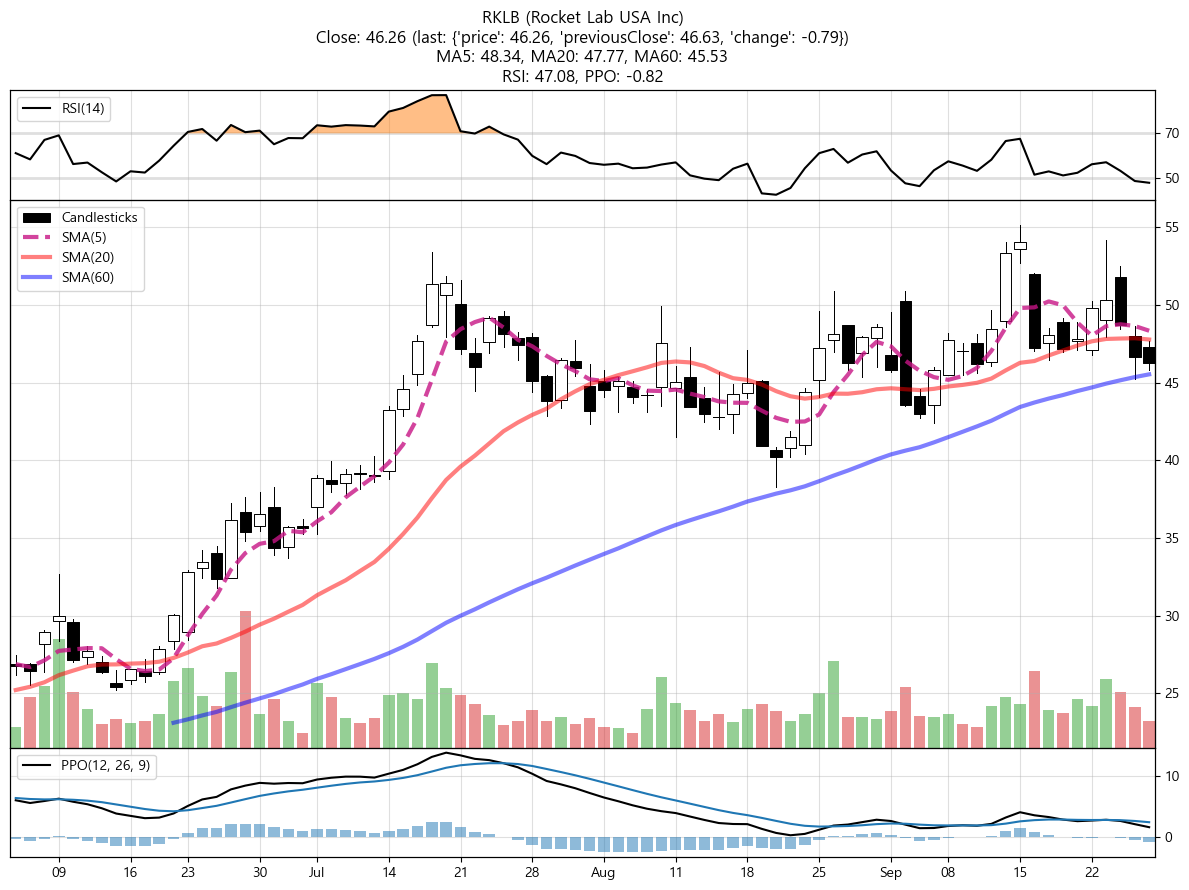 RKLB (Rocket Lab USA Inc)
Close: 46.26 (last: {'price': 46.26, 'previousClose': 46.63, 'change': -0.79})
MA5: 48.34, MA20: 47.77, MA60: 45.53
RSI: 47.08, PPO: -0.82
RSI(14)
70
50
Candlesticks
SMA(5)
SMA(20)
SMA(60)
55
50
45
40
35
30
25
PPO(12, 26, 9)
10
0
09 16 23 30 Jul 14 21 28 Aug 11 18 25 Sep 08 15 22